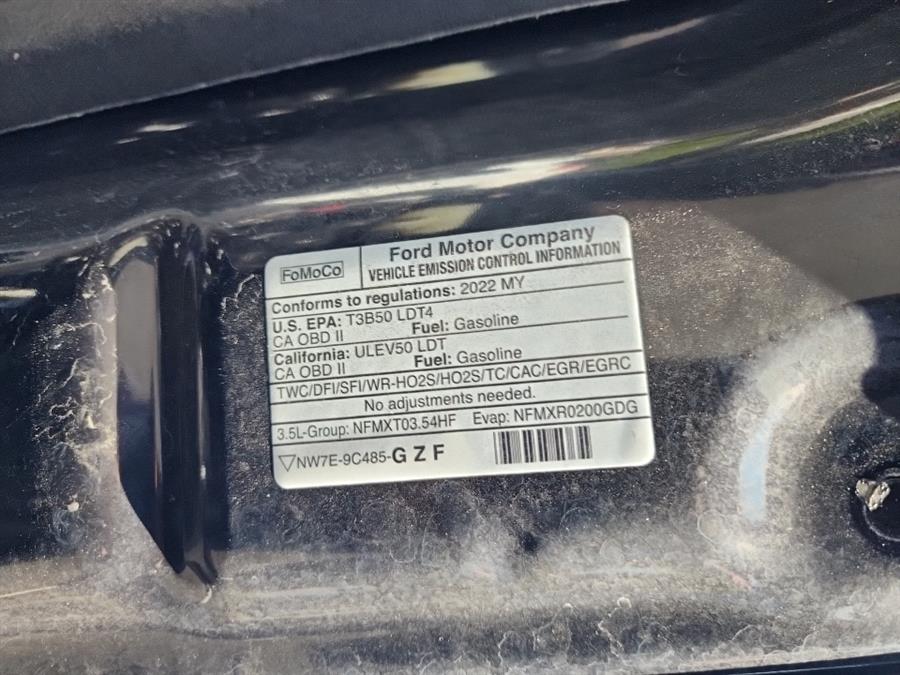 FoMoCo
Ford Motor Company
VEHICLE EMISSION CONTROL INFORMATION
Conforms to regulations: 2022 MY
U.S. EPA: T3B50 LDT4
CA OBD II Fuel: Gasoline
California: ULEV50 LDT
CA OBD II Fuel: Gasoline
TWC/DFI/SFI/WR-HO2S/HO2S/TC/CAC/EGR/EGRC
No adjustments needed.
3.5L-Group: NFMXT03.54HF Evap: NFMXR0200GDG
▽NW7E-9C485-G Z F